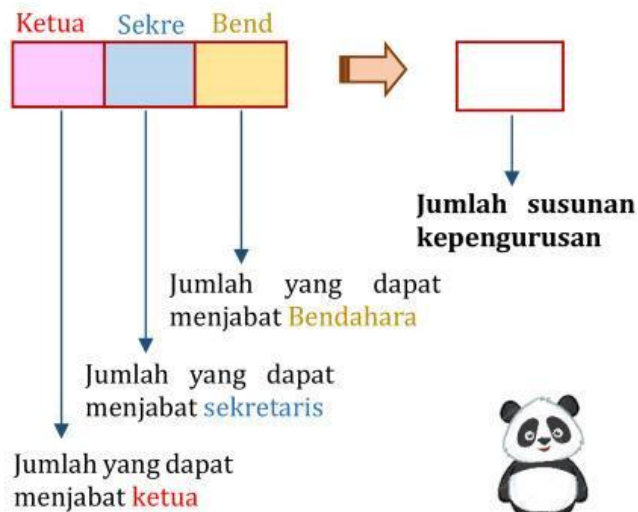 Ketua Sekre Bend
Jumlah susunan
kepengurusan
Jumlah yang dapat
menjabat Bendahara
Jumlah yang dapat
menjabat sekretaris
Jumlah yang dapat
menjabat ketua